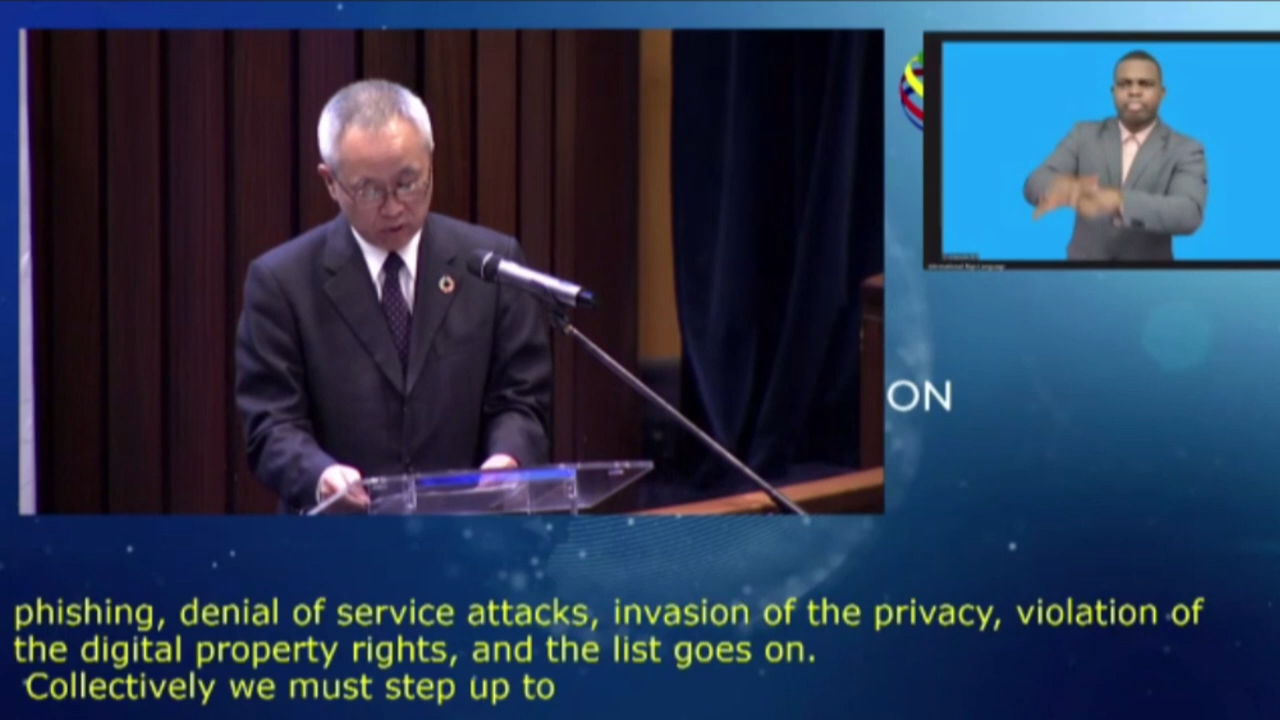 ON
phishing, denial of service attacks, invasion of the privacy, violation of
the digital property rights, and the list goes on.
Collectively we must step up to